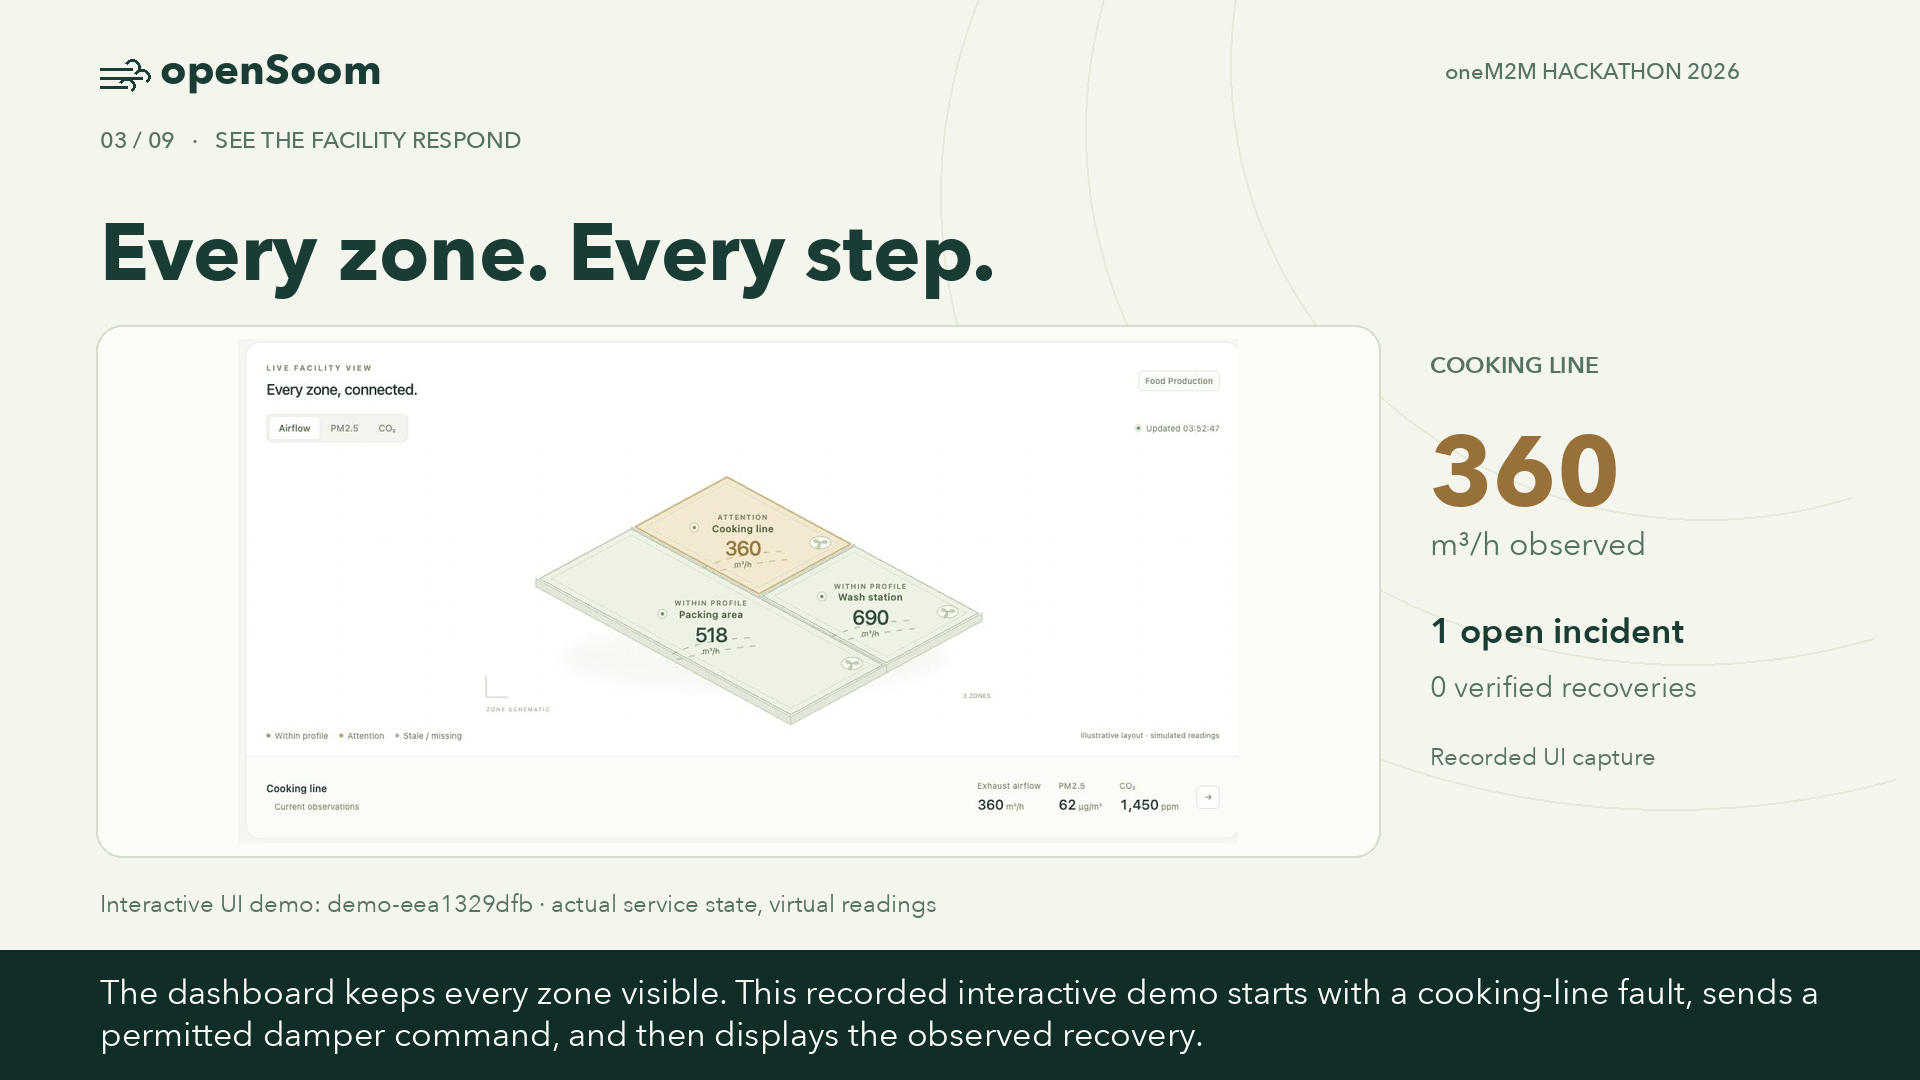 openSoom
oneM2M HACKATHON 2026
03 / 09 · SEE THE FACILITY RESPOND
Every zone. Every step.
LIVE FACILITY VIEW
Every zone, connected.
Food Production
Airflow PM2.5 CO₂
Updated 03:52:47
ATTENTION
Cooking line
360
m³/h
WITHIN PROFILE
Wash station
690
m³/h
WITHIN PROFILE
Packing area
518
m³/h
ZONE SCHEMATIC
3 ZONES
Within profile Attention Stale / missing
Illustrative layout · simulated readings
Cooking line
Current observations
Exhaust airflow PM2.5 CO₂
360 m³/h 62 µg/m³ 1,450 ppm
COOKING LINE
360
m³/h observed
1 open incident
0 verified recoveries
Recorded UI capture
Interactive UI demo: demo-eea1329dfb · actual service state, virtual readings
The dashboard keeps every zone visible. This recorded interactive demo starts with a cooking-line fault, sends a
permitted damper command, and then displays the observed recovery.